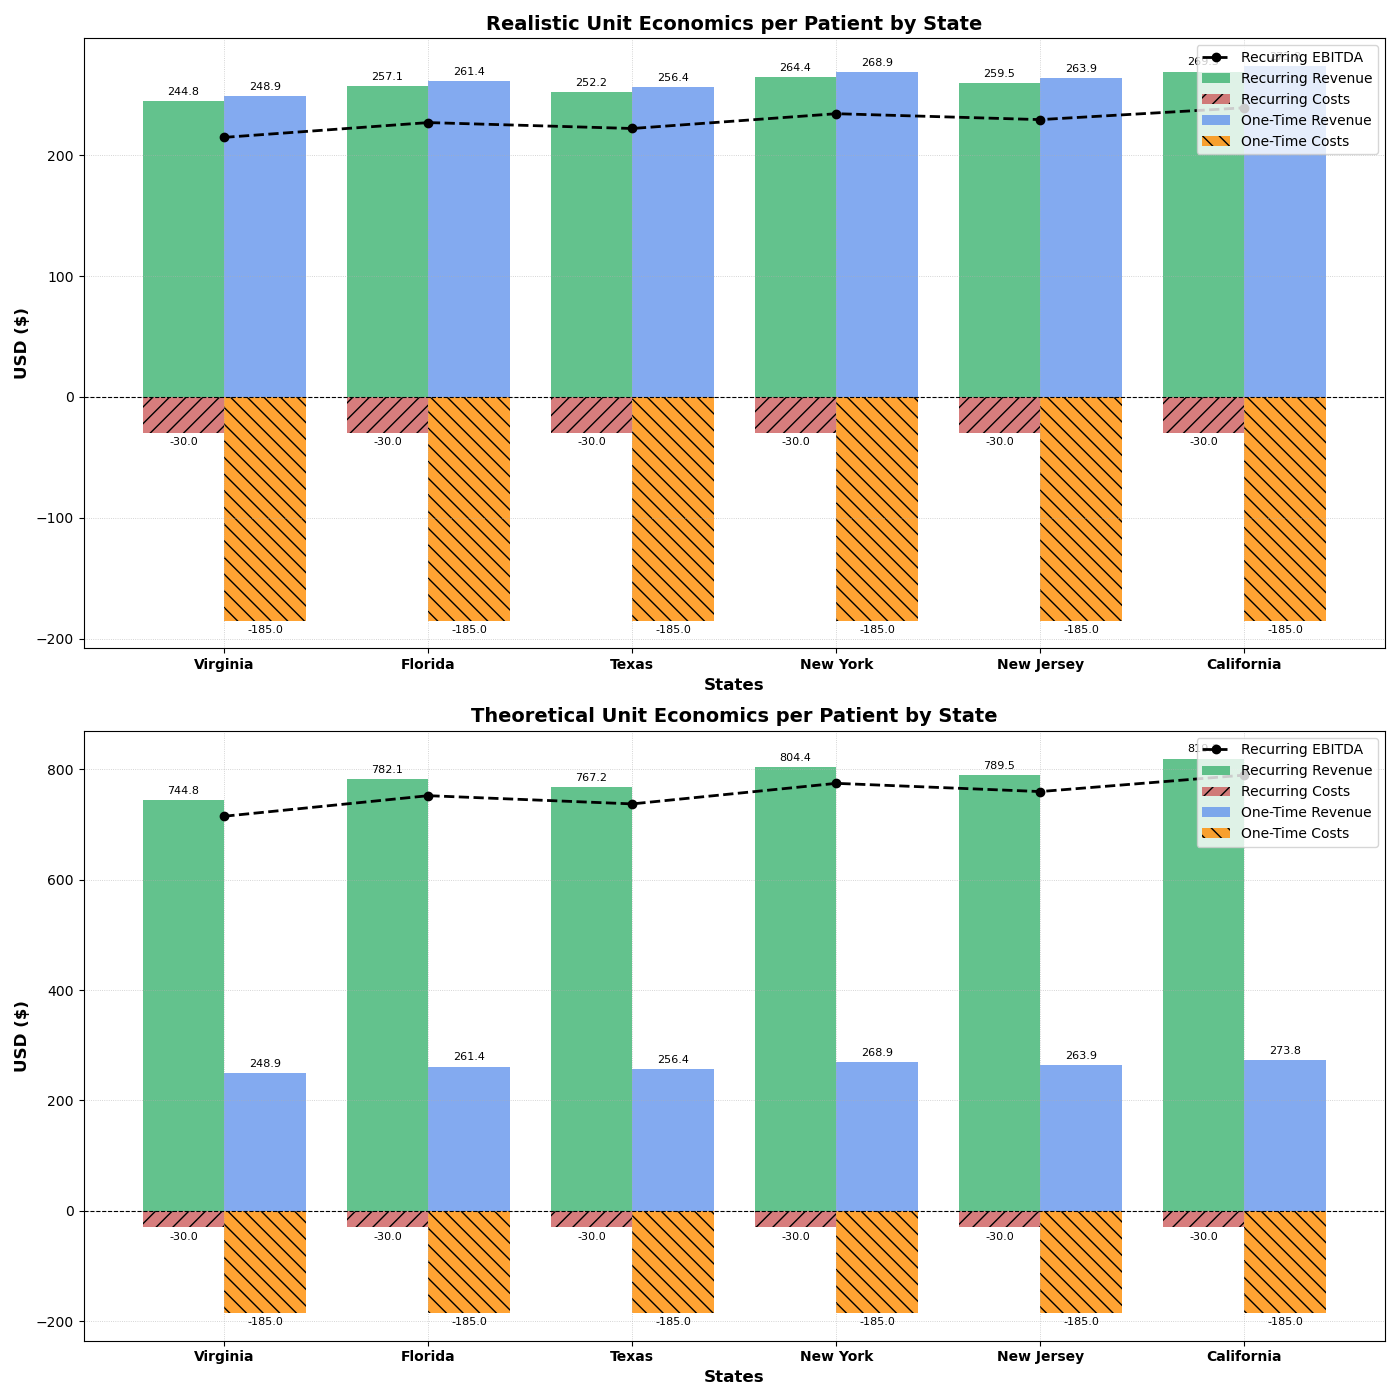 Realistic Unit Economics per Patient by State
Recurring EBITDA
Recurring Revenue
Recurring Costs
One-Time Revenue
One-Time Costs
244.8
248.9
257.1
261.4
252.2
256.4
264.4
268.9
259.5
263.9
200
100
0
−100
−200
USD ($)
-30.0
-30.0
-30.0
-30.0
-30.0
-30.0
-185.0
-185.0
-185.0
-185.0
-185.0
-185.0
Virginia
Florida
Texas
New York
New Jersey
California
States
Theoretical Unit Economics per Patient by State
Recurring EBITDA
Recurring Revenue
Recurring Costs
One-Time Revenue
One-Time Costs
744.8
782.1
767.2
804.4
789.5
800
600
400
200
0
−200
USD ($)
248.9
261.4
256.4
268.9
263.9
273.8
-30.0
-30.0
-30.0
-30.0
-30.0
-30.0
-185.0
-185.0
-185.0
-185.0
-185.0
-185.0
Virginia
Florida
Texas
New York
New Jersey
California
States